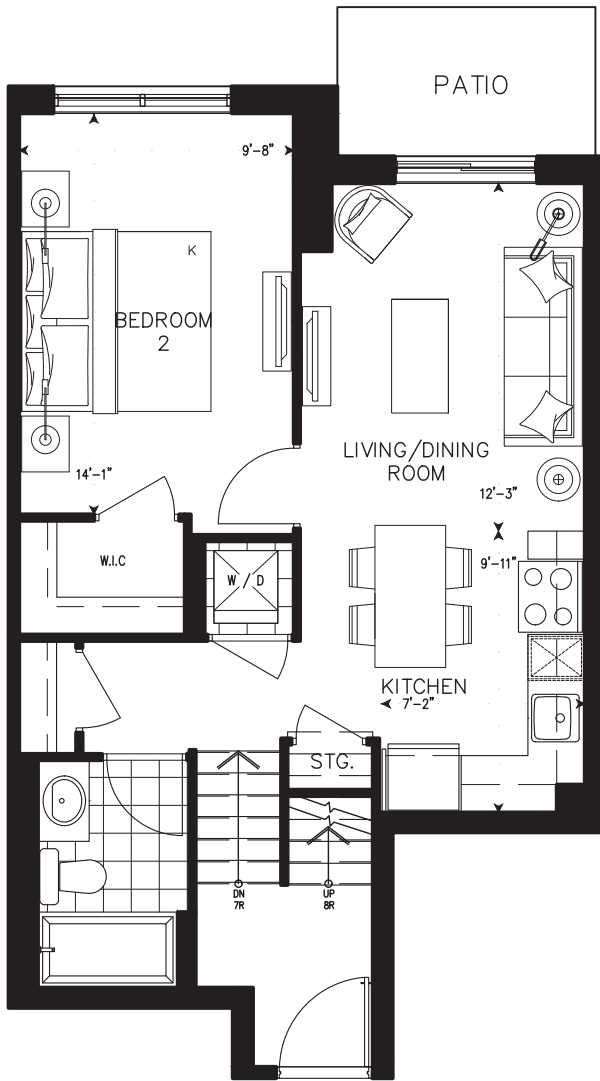 PATIO
9'-8"
K
BEDROOM
2
14'-1"
LIVING/DINING
ROOM
12'-3"
9'-11"
W.I.C
W / D
KITCHEN
7'-2"
STG.
DN
7R
UP
8R